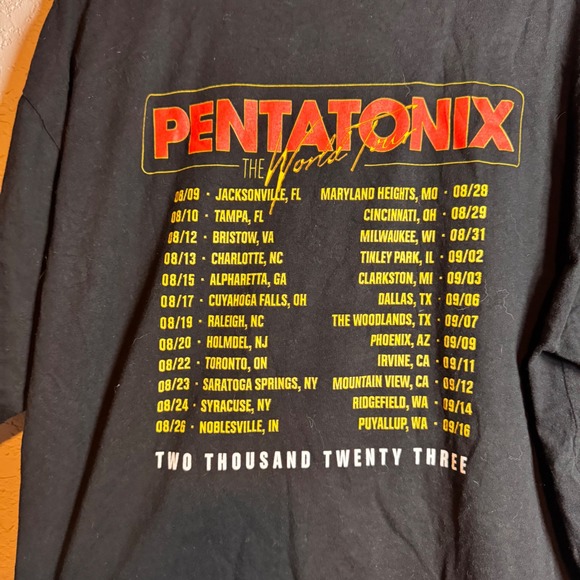 PENTATONIX
THE World Tour
08/09 · JACKSONVILLE, FL
08/10 · TAMPA, FL
08/12 · BRISTOW, VA
08/13 · CHARLOTTE, NC
08/15 · ALPHARETTA, GA
08/17 · CUYAHOGA FALLS, OH
08/19 · RALEIGH, NC
08/20 · HOLMDEL, NJ
08/22 · TORONTO, ON
08/23 · SARATOGA SPRINGS, NY
08/24 · SYRACUSE, NY
08/26 · NOBLESVILLE, IN
MARYLAND HEIGHTS, MO · 08/28
CINCINNATI, OH · 08/29
MILWAUKEE, WI · 08/31
TINLEY PARK, IL · 09/02
CLARKSTON, MI · 09/03
DALLAS, TX · 09/06
THE WOODLANDS, TX · 09/07
PHOENIX, AZ · 09/09
IRVINE, CA · 09/11
MOUNTAIN VIEW, CA · 09/12
RIDGEFIELD, WA · 09/14
PUYALLUP, WA · 09/16
TWO THOUSAND TWENTY THREE